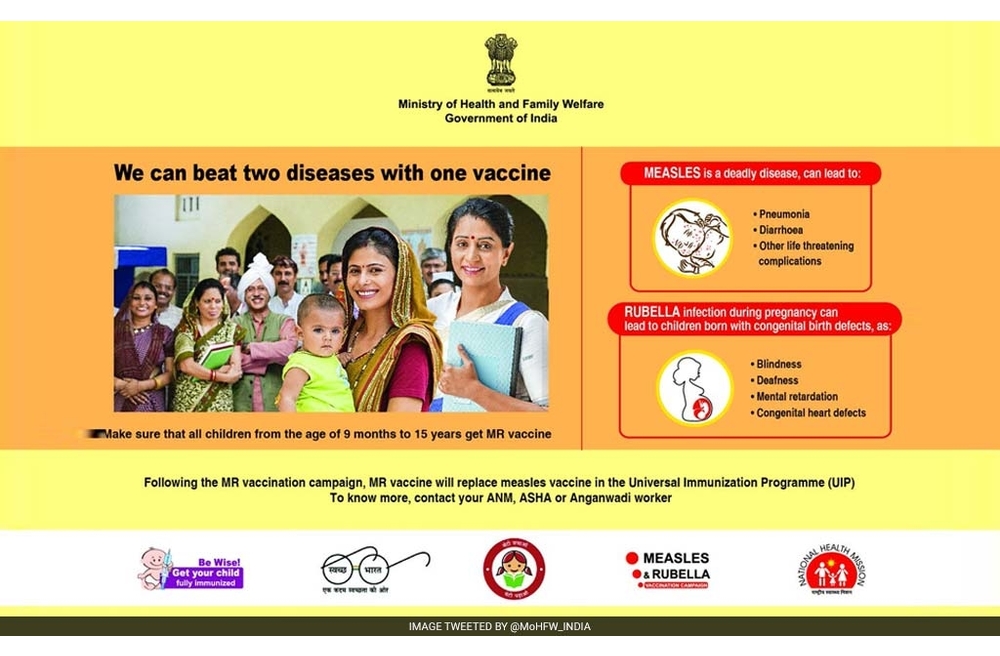 सत्यमेव जयते
Ministry of Health and Family Welfare
Government of India
We can beat two diseases with one vaccine
Make sure that all children from the age of 9 months to 15 years get MR vaccine
MEASLES is a deadly disease, can lead to:
• Pneumonia
• Diarrhoea
• Other life threatening
complications
RUBELLA infection during pregnancy can
lead to children born with congenital birth defects, as:
• Blindness
• Deafness
• Mental retardation
• Congenital heart defects
Following the MR vaccination campaign, MR vaccine will replace measles vaccine in the Universal Immunization Programme (UIP)
To know more, contact your ANM, ASHA or Anganwadi worker
Be Wise!
Get your child
fully immunized
स्वच्छ भारत
एक कदम स्वच्छता की ओर
बेटी बचाओ
बेटी पढ़ाओ
MEASLES
& RUBELLA
VACCINATION CAMPAIGN
NATIONAL HEALTH MISSION
राष्ट्रीय स्वास्थ्य मिशन
IMAGE TWEETED BY @MoHFW_INDIA